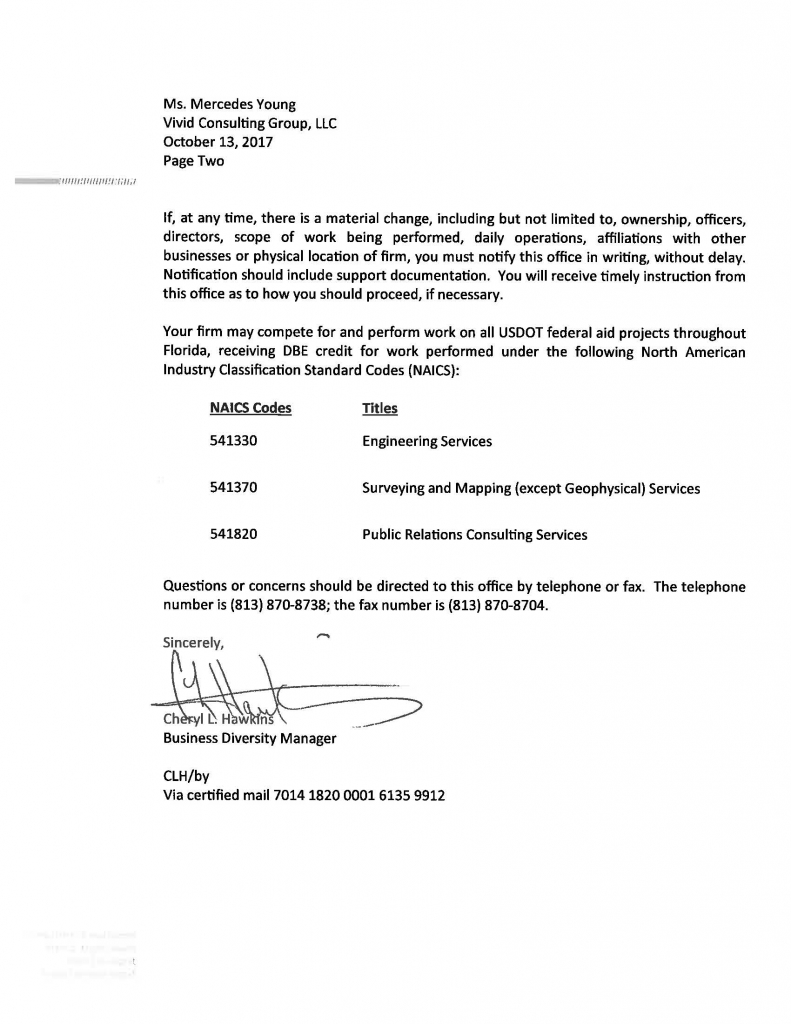 Ms. Mercedes Young
Vivid Consulting Group, LLC
October 13, 2017
Page Two
If, at any time, there is a material change, including but not limited to, ownership, officers,
directors, scope of work being performed, daily operations, affiliations with other
businesses or physical location of firm, you must notify this office in writing, without delay.
Notification should include support documentation. You will receive timely instruction from
this office as to how you should proceed, if necessary.
Your firm may compete for and perform work on all USDOT federal aid projects throughout
Florida, receiving DBE credit for work performed under the following North American
Industry Classification Standard Codes (NAICS):
NAICS Codes Titles
541330 Engineering Services
541370 Surveying and Mapping (except Geophysical) Services
541820 Public Relations Consulting Services
Questions or concerns should be directed to this office by telephone or fax. The telephone
number is (813) 870-8738; the fax number is (813) 870-8704.
Sincerely,
Cheryl L. Hawkins
Business Diversity Manager
CLH/by
Via certified mail 7014 1820 0001 6135 9912